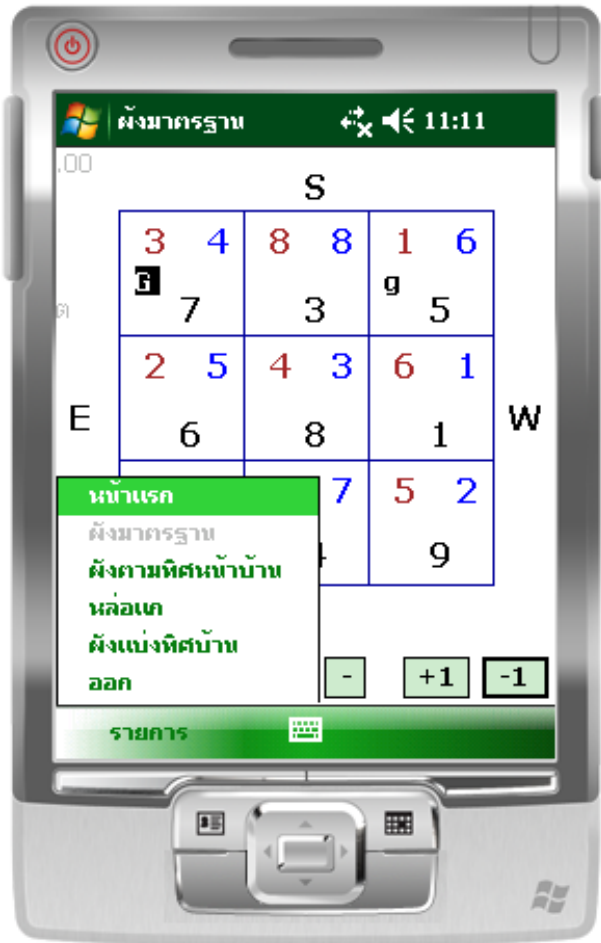 ผังมาตรฐาน 11:11
.00
S
3 4 8 8 1 6
G g
7 3 5
ต
2 5 4 3 6 1
E W
6 8 1
7 5 2
9
หน้าแรก
ผังมาตรฐาน
ผังตามทิศหน้าบ้าน
หล่อแก
ผังแบ่งทิศบ้าน
ออก
- +1 -1
รายการ